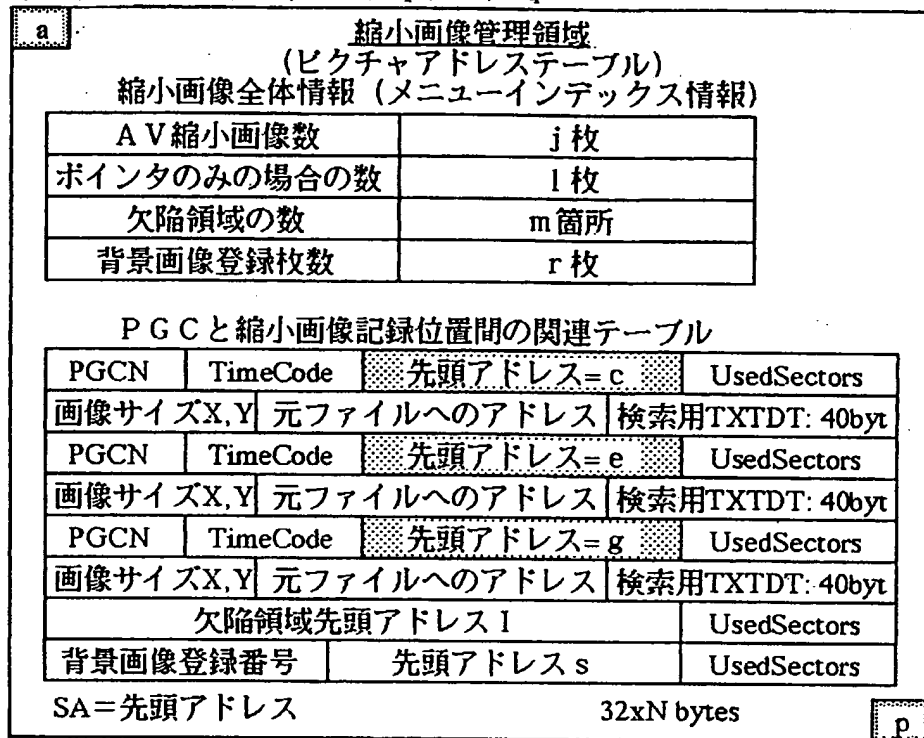 a
縮小画像管理領域
(ピクチャアドレステーブル)
縮小画像全体情報 (メニューインデックス情報)
AV縮小画像数 j枚
ポインタのみの場合の数 l枚
欠陥領域の数 m箇所
背景画像登録枚数 r枚
PGCと縮小画像記録位置間の関連テーブル
PGCN TimeCode 先頭アドレス=c UsedSectors
画像サイズX,Y 元ファイルへのアドレス 検索用TXTDT: 40byt
PGCN TimeCode 先頭アドレス=e UsedSectors
画像サイズX,Y 元ファイルへのアドレス 検索用TXTDT: 40byt
PGCN TimeCode 先頭アドレス=g UsedSectors
画像サイズX,Y 元ファイルへのアドレス 検索用TXTDT: 40byt
欠陥領域先頭アドレスI UsedSectors
背景画像登録番号 先頭アドレスs UsedSectors
SA=先頭アドレス 32xN bytes
p